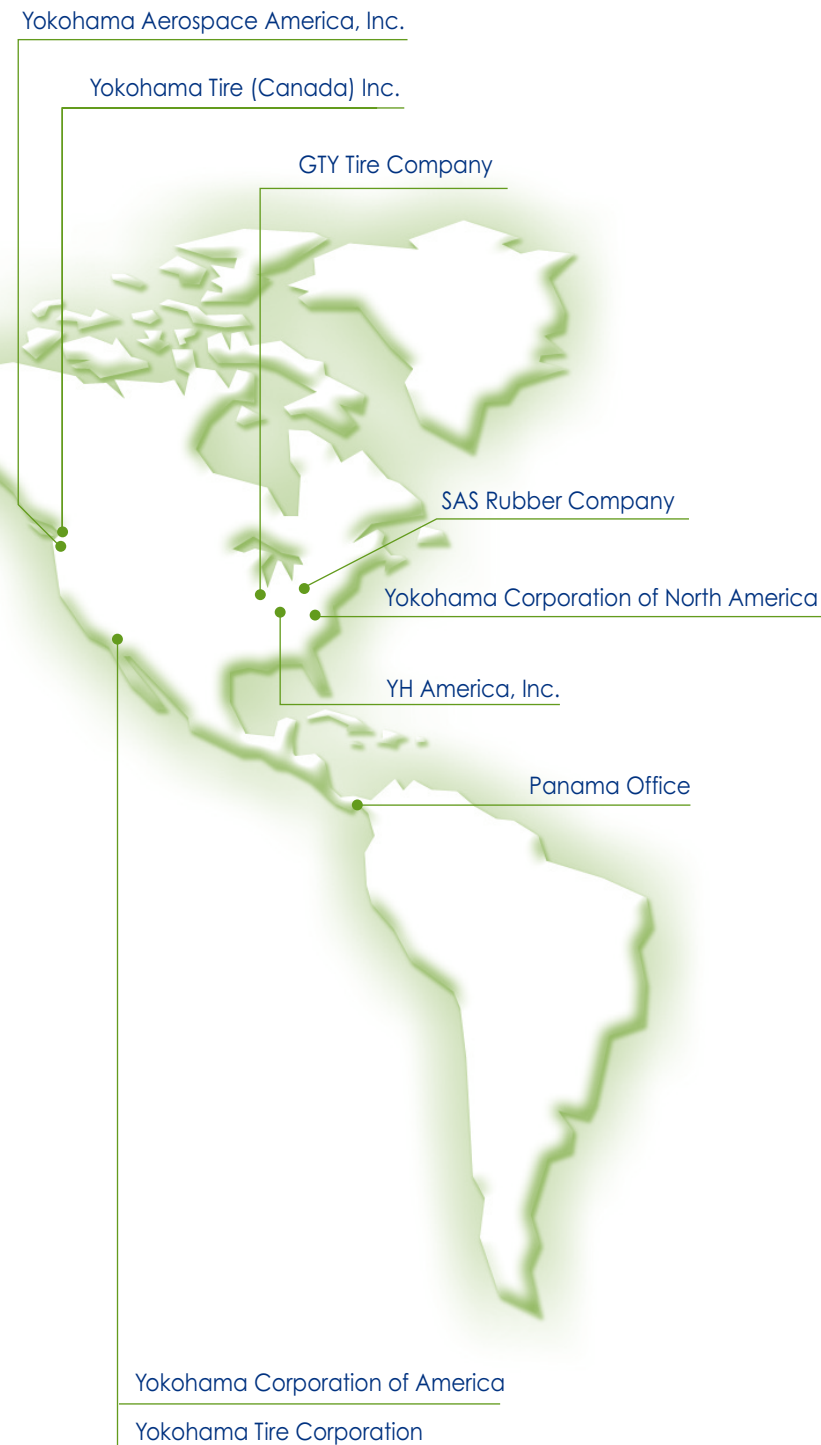 Yokohama Aerospace America, Inc.
Yokohama Tire (Canada) Inc.
GTY Tire Company
SAS Rubber Company
Yokohama Corporation of North America
YH America, Inc.
Panama Office
Yokohama Corporation of America
Yokohama Tire Corporation